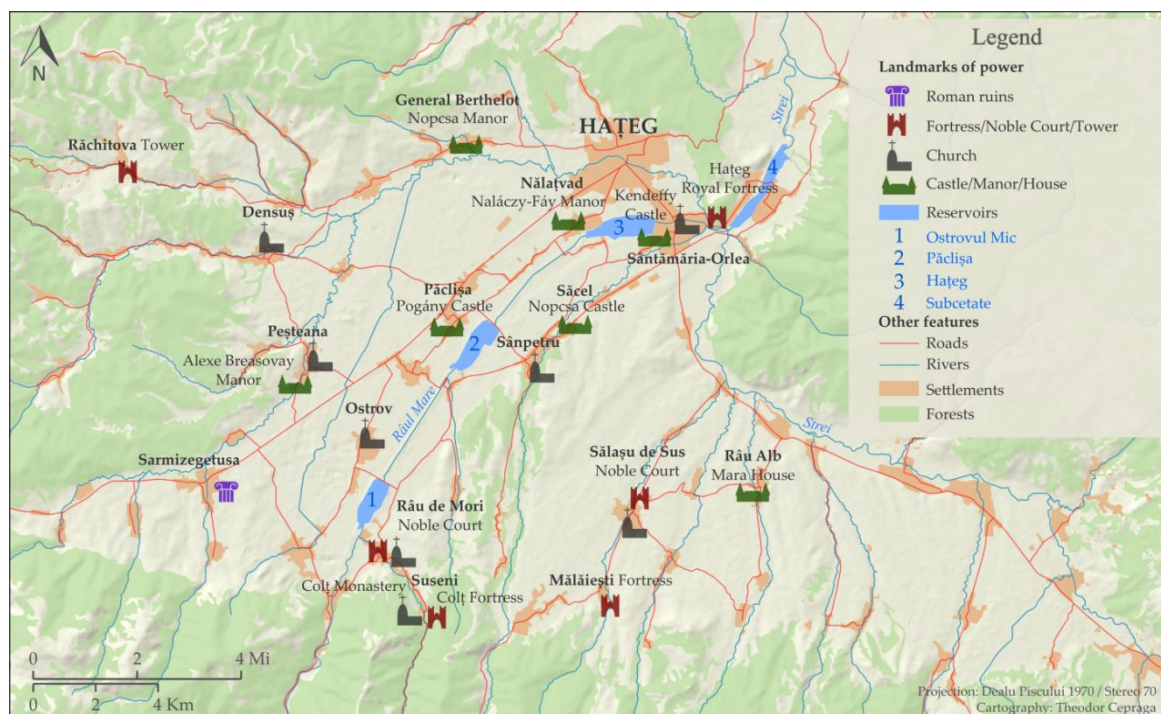 N
General Berthelot
Nopcsa Manor
HAȚEG
Strei
Răchitova Tower
Nălațvad
Naláczy-Fáy Manor
Kendeffy
Castle
Hațeg
Royal Fortress
4
3
Densuș
Sântămăria-Orlea
Păclișa
Pogány Castle
Săcel
Nopcsa Castle
Peșteana
Alexe Breasovay
Manor
2
Sânpetru
Râul Mare
Ostrov
Strei
Sarmizegetusa
1
Râu de Mori
Noble Court
Sălașu de Sus
Noble Court
Râu Alb
Mara House
Colț Monastery
Suseni
Colț Fortress
Mălăiești Fortress
0 2 4 Mi
0 2 4 Km
Legend
Landmarks of power
Roman ruins
Fortress/Noble Court/Tower
Church
Castle/Manor/House
Reservoirs
1 Ostrovul Mic
2 Păclișa
3 Hațeg
4 Subcetate
Other features
Roads
Rivers
Settlements
Forests
Projection: Dealu Piscului 1970 / Stereo 70
Cartography: Theodor Cepraga